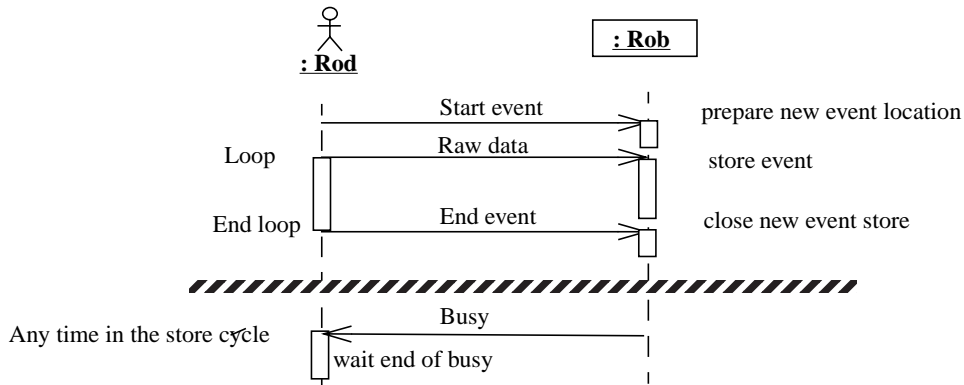 : Rod
: Rob
Start event
prepare new event location
Loop
Raw data
store event
End loop
End event
close new event store
Busy
Any time in the store cycle
wait end of busy